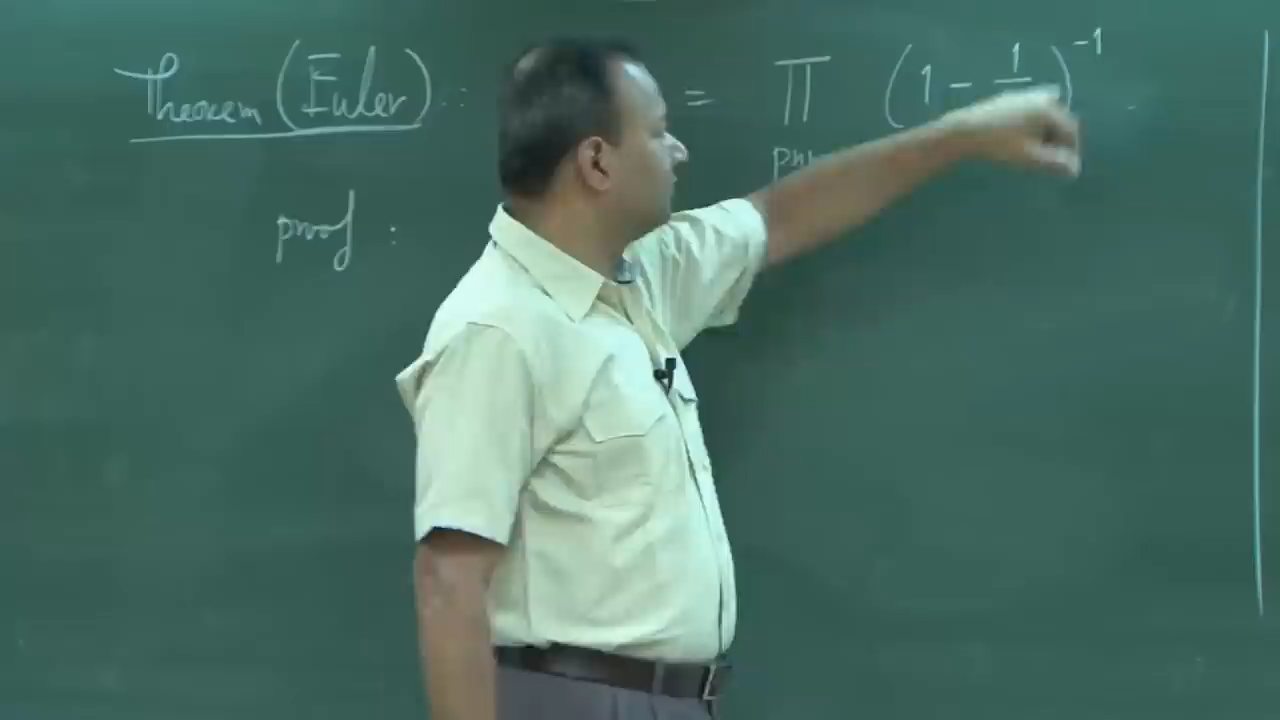 Theorem (Euler) : = ∏ (1 - 1/ )⁻¹
proof :